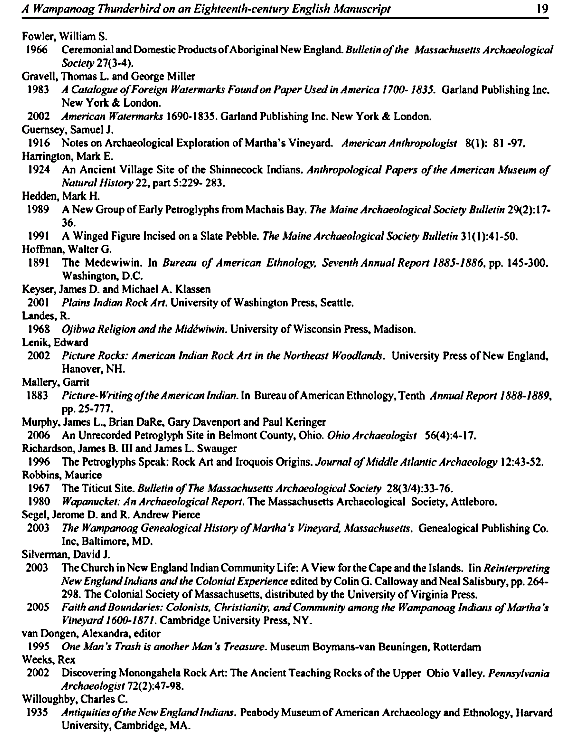 A Wampanoag Thunderbird on an Eighteenth-century English Manuscript 19
Fowler, William S.
1966 Ceremonial and Domestic Products of Aboriginal New England. Bulletin of the Massachusetts Archaeological
Society 27(3-4).
Gravell, Thomas L. and George Miller
1983 A Catalogue of Foreign Watermarks Found on Paper Used in America 1700- 1835. Garland Publishing Inc.
New York & London.
2002 American Watermarks 1690-1835. Garland Publishing Inc. New York & London.
Guernsey, Samuel J.
1916 Notes on Archaeological Exploration of Martha's Vineyard. American Anthropologist 8(1): 81 -97.
Harrington, Mark E.
1924 An Ancient Village Site of the Shinnecock Indians. Anthropological Papers of the American Museum of
Natural History 22, part 5:229- 283.
Hedden, Mark H.
1989 A New Group of Early Petroglyphs from Machais Bay. The Maine Archaeological Society Bulletin 29(2):17-
36.
1991 A Winged Figure Incised on a Slate Pebble. The Maine Archaeological Society Bulletin 31(1):41-50.
Hoffman, Walter G.
1891 The Medewiwin. In Bureau of American Ethnology, Seventh Annual Report 1885-1886, pp. 145-300.
Washington, D.C.
Keyser, James D. and Michael A. Klassen
2001 Plains Indian Rock Art. University of Washington Press, Seattle.
Landes, R.
1968 Ojibwa Religion and the Midéwiwin. University of Wisconsin Press, Madison.
Lenik, Edward
2002 Picture Rocks: American Indian Rock Art in the Northeast Woodlands. University Press of New England,
Hanover, NH.
Mallery, Garrit
1883 Picture-Writing of the American Indian. In Bureau of American Ethnology, Tenth Annual Report 1888-1889,
pp. 25-777.
Murphy, James L., Brian DaRe, Gary Davenport and Paul Keringer
2006 An Unrecorded Petroglyph Site in Belmont County, Ohio. Ohio Archaeologist 56(4):4-17.
Richardson, James B. III and James L. Swauger
1996 The Petroglyphs Speak: Rock Art and Iroquois Origins. Journal of Middle Atlantic Archaeology 12:43-52.
Robbins, Maurice
1967 The Titicut Site. Bulletin of The Massachusetts Archaeological Society 28(3/4):33-76.
1980 Wapanucket: An Archaeological Report. The Massachusetts Archaeological Society, Attleboro.
Segel, Jerome D. and R. Andrew Pierce
2003 The Wampanoag Genealogical History of Martha's Vineyard, Massachusetts. Genealogical Publishing Co.
Inc, Baltimore, MD.
Silverman, David J.
2003 The Church in New England Indian Community Life: A View for the Cape and the Islands. Iin Reinterpreting
New England Indians and the Colonial Experience edited by Colin G. Calloway and Neal Salisbury, pp. 264-
298. The Colonial Society of Massachusetts, distributed by the University of Virginia Press.
2005 Faith and Boundaries: Colonists, Christianity, and Community among the Wampanoag Indians of Martha's
Vineyard 1600-1871. Cambridge University Press, NY.
van Dongen, Alexandra, editor
1995 One Man's Trash is another Man's Treasure. Museum Boymans-van Beuningen, Rotterdam
Weeks, Rex
2002 Discovering Monongahela Rock Art: The Ancient Teaching Rocks of the Upper Ohio Valley. Pennsylvania
Archaeologist 72(2):47-98.
Willoughby, Charles C.
1935 Antiquities of the New England Indians. Peabody Museum of American Archaeology and Ethnology, Harvard
University, Cambridge, MA.